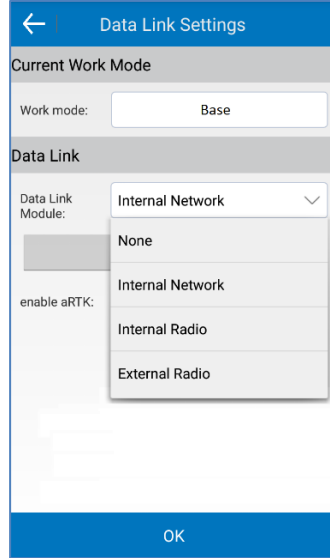 Data Link Settings
Current Work Mode
Work mode:
Base
Data Link
Data Link
Module:
Internal Network
None
Internal Network
enable aRTK:
Internal Radio
External Radio
OK